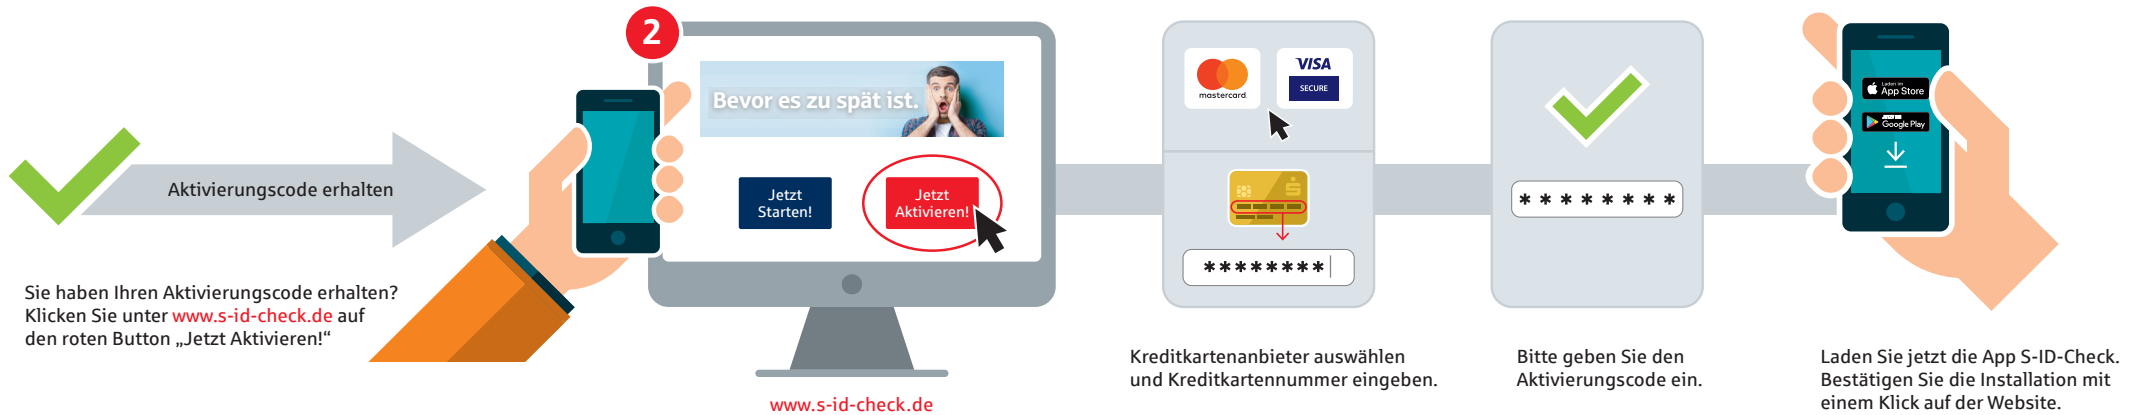 Aktivierungscode erhalten
Sie haben Ihren Aktivierungscode erhalten?
Klicken Sie unter www.s-id-check.de auf
den roten Button „Jetzt Aktivieren!“
2
Bevor es zu spät ist.
Jetzt
Starten!
Jetzt
Aktivieren!
www.s-id-check.de
mastercard
VISA
SECURE
********
Kreditkartenanbieter auswählen
und Kreditkartennummer eingeben.
* * * * * * * *
Bitte geben Sie den
Aktivierungscode ein.
Laden im
App Store
Google Play
Laden Sie jetzt die App S-ID-Check.
Bestätigen Sie die Installation mit
einem Klick auf der Website.